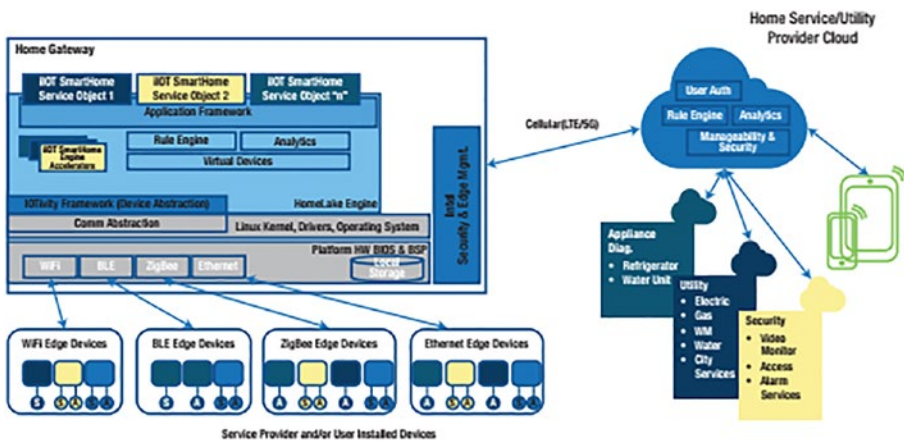 Home Service/Utility
Provider Cloud
Home Gateway
iIOT SmartHome
Service Object 1
iIOT SmartHome
Service Object 2
iIOT SmartHome
Service Object "n"
Application Framework
iIOT SmartHome
Engine
Accelerators
Rule Engine
Analytics
Virtual Devices
HomeLake Engine
IOTivity Framework (Device Abstraction)
Comm Abstraction
Linux Kernel, Drivers, Operating System
Platform HW BIOS & BSP
WiFi
BLE
ZigBee
Ethernet
Local
Storage
Intel
Security & Edge Mgmt.
Cellular(LTE/5G)
User Auth
Rule Engine
Analytics
Manageability &
Security
Appliance
Diag.
• Refrigerator
• Water Unit
Utility
• Electric
• Gas
• WM
• Water
• City
Services
Security
• Video
Monitor
• Access
• Alarm
Services
WiFi Edge Devices
S
S A
S A
BLE Edge Devices
S
A
S A
ZigBee Edge Devices
A
S A
A
S A
Ethernet Edge Devices
A
S A
A
S A
Service Provider and/or User Installed Devices